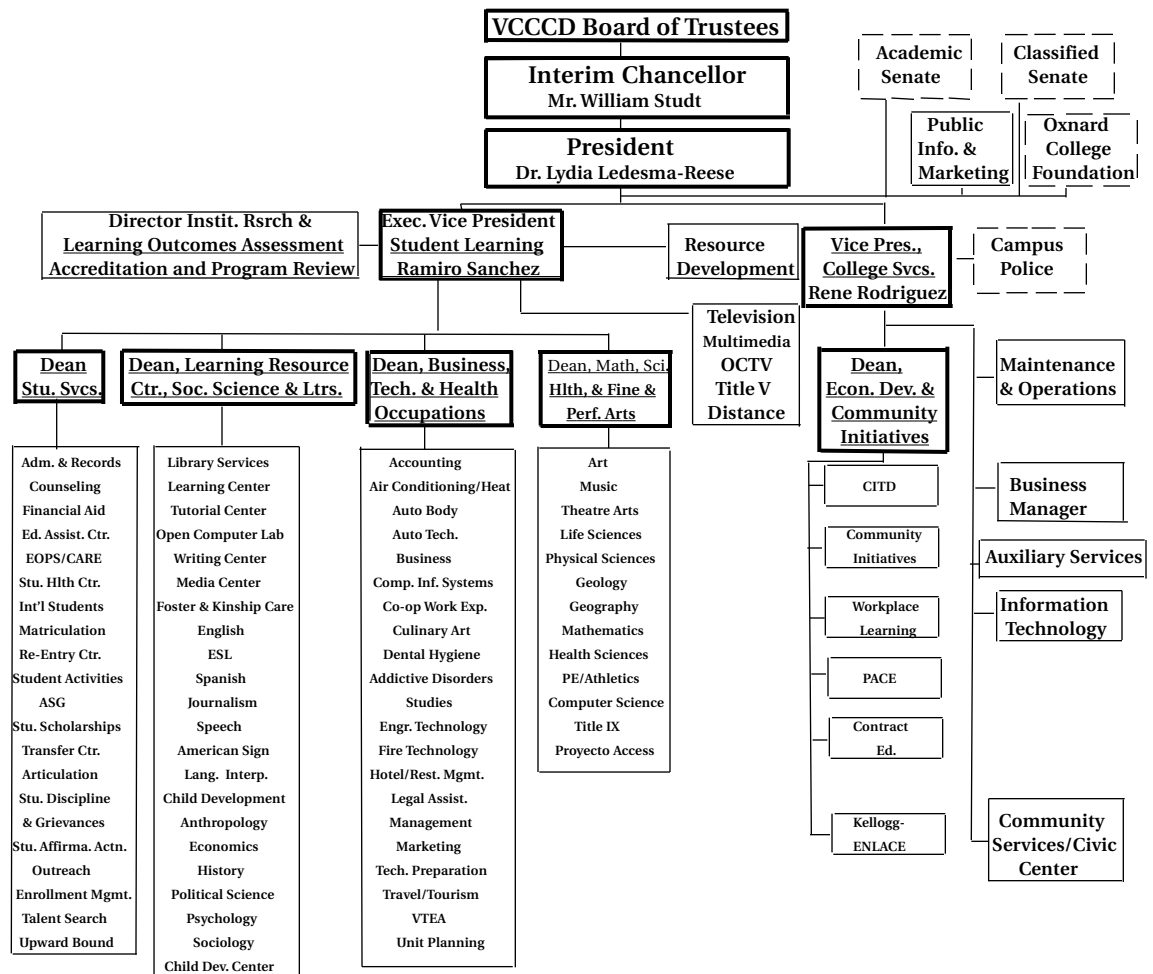 VCCCD Board of Trustees
Interim Chancellor
Mr. William Studt
President
Dr. Lydia Ledesma-Reese
Academic
Senate
Classified
Senate
Public
Info. &
Marketing
Oxnard
College
Foundation
Director Instit. Rsrch &
Learning Outcomes Assessment
Accreditation and Program Review
Exec. Vice President
Student Learning
Ramiro Sanchez
Resource
Development
Vice Pres.,
College Svcs.
Rene Rodriguez
Campus
Police
Television
Multimedia
OCTV
Title V
Distance
Dean
Stu. Svcs.
Dean, Learning Resource
Ctr., Soc. Science & Ltrs.
Dean, Business,
Tech. & Health
Occupations
Dean, Math, Sci.
Hlth, & Fine &
Perf. Arts
Dean,
Econ. Dev. &
Community
Initiatives
Maintenance
& Operations
Adm. & Records
Counseling
Financial Aid
Ed. Assist. Ctr.
EOPS/CARE
Stu. Hlth Ctr.
Int'l Students
Matriculation
Re-Entry Ctr.
Student Activities
ASG
Stu. Scholarships
Transfer Ctr.
Articulation
Stu. Discipline
& Grievances
Stu. Affirma. Actn.
Outreach
Enrollment Mgmt.
Talent Search
Upward Bound
Library Services
Learning Center
Tutorial Center
Open Computer Lab
Writing Center
Media Center
Foster & Kinship Care
English
ESL
Spanish
Journalism
Speech
American Sign
Lang. Interp.
Child Development
Anthropology
Economics
History
Political Science
Psychology
Sociology
Child Dev. Center
Accounting
Air Conditioning/Heat
Auto Body
Auto Tech.
Business
Comp. Inf. Systems
Co-op Work Exp.
Culinary Art
Dental Hygiene
Addictive Disorders
Studies
Engr. Technology
Fire Technology
Hotel/Rest. Mgmt.
Legal Assist.
Management
Marketing
Tech. Preparation
Travel/Tourism
VTEA
Unit Planning
Art
Music
Theatre Arts
Life Sciences
Physical Sciences
Geology
Geography
Mathematics
Health Sciences
PE/Athletics
Computer Science
Title IX
Proyecto Access
CITD
Community
Initiatives
Workplace
Learning
PACE
Contract
Ed.
Kellogg-
ENLACE
Business
Manager
Auxiliary Services
Information
Technology
Community
Services/Civic
Center